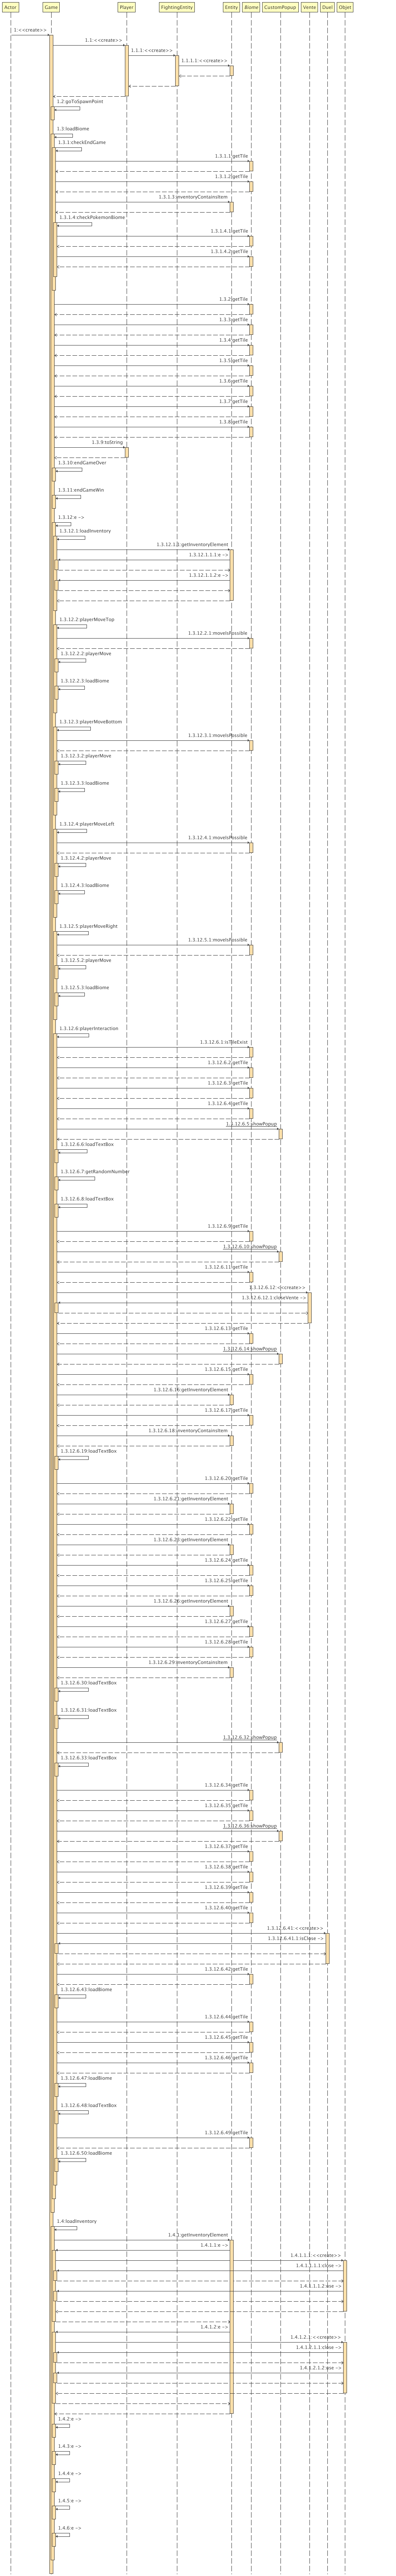 Actor Game Player FightingEntity Entity Biome CustomPopup Vente Duel Objet
1:<<create>>
1.1:<<create>>
1.1.1:<<create>>
1.1.1.1:<<create>>
1.2:goToSpawnPoint
1.3:loadBiome
1.3.1:checkEndGame
1.3.1.1:getTile
1.3.1.2:getTile
1.3.1.3:inventoryContainsItem
1.3.1.4:checkPokemonBiome
1.3.1.4.1:getTile
1.3.1.4.2:getTile
1.3.2:getTile
1.3.3:getTile
1.3.4:getTile
1.3.5:getTile
1.3.6:getTile
1.3.7:getTile
1.3.8:getTile
1.3.9:toString
1.3.10:endGameOver
1.3.11:endGameWin
1.3.12:e ->
1.3.12.1:loadInventory
1.3.12.1.1:getInventoryElement
1.3.12.1.1.1:e ->
1.3.12.1.1.2:e ->
1.3.12.2:playerMoveTop
1.3.12.2.1:moveIsPossible
1.3.12.2.2:playerMove
1.3.12.2.3:loadBiome
1.3.12.3:playerMoveBottom
1.3.12.3.1:moveIsPossible
1.3.12.3.2:playerMove
1.3.12.3.3:loadBiome
1.3.12.4:playerMoveLeft
1.3.12.4.1:moveIsPossible
1.3.12.4.2:playerMove
1.3.12.4.3:loadBiome
1.3.12.5:playerMoveRight
1.3.12.5.1:moveIsPossible
1.3.12.5.2:playerMove
1.3.12.5.3:loadBiome
1.3.12.6:playerInteraction
1.3.12.6.1:isTileExist
1.3.12.6.2:getTile
1.3.12.6.3:getTile
1.3.12.6.4:getTile
1.3.12.6.5:showPopup
1.3.12.6.6:loadTextBox
1.3.12.6.7:getRandomNumber
1.3.12.6.8:loadTextBox
1.3.12.6.9:getTile
1.3.12.6.10:showPopup
1.3.12.6.11:getTile
1.3.12.6.12:<<create>>
1.3.12.6.12.1:closeVente ->
1.3.12.6.13:getTile
1.3.12.6.14:showPopup
1.3.12.6.15:getTile
1.3.12.6.16:getInventoryElement
1.3.12.6.17:getTile
1.3.12.6.18:inventoryContainsItem
1.3.12.6.19:loadTextBox
1.3.12.6.20:getTile
1.3.12.6.21:getInventoryElement
1.3.12.6.22:getTile
1.3.12.6.23:getInventoryElement
1.3.12.6.24:getTile
1.3.12.6.25:getTile
1.3.12.6.26:getInventoryElement
1.3.12.6.27:getTile
1.3.12.6.28:getTile
1.3.12.6.29:inventoryContainsItem
1.3.12.6.30:loadTextBox
1.3.12.6.31:loadTextBox
1.3.12.6.32:showPopup
1.3.12.6.33:loadTextBox
1.3.12.6.34:getTile
1.3.12.6.35:getTile
1.3.12.6.36:showPopup
1.3.12.6.37:getTile
1.3.12.6.38:getTile
1.3.12.6.39:getTile
1.3.12.6.40:getTile
1.3.12.6.41:<<create>>
1.3.12.6.41.1:isClose ->
1.3.12.6.42:getTile
1.3.12.6.43:loadBiome
1.3.12.6.44:getTile
1.3.12.6.45:getTile
1.3.12.6.46:getTile
1.3.12.6.47:loadBiome
1.3.12.6.48:loadTextBox
1.3.12.6.49:getTile
1.3.12.6.50:loadBiome
1.4:loadInventory
1.4.1:getInventoryElement
1.4.1.1:e ->
1.4.1.1.1:<<create>>
1.4.1.1.1.1:close ->
1.4.1.1.1.2:use ->
1.4.1.2:e ->
1.4.1.2.1:<<create>>
1.4.1.2.1.1:close ->
1.4.1.2.1.2:use ->
1.4.2:e ->
1.4.3:e ->
1.4.4:e ->
1.4.5:e ->
1.4.6:e ->